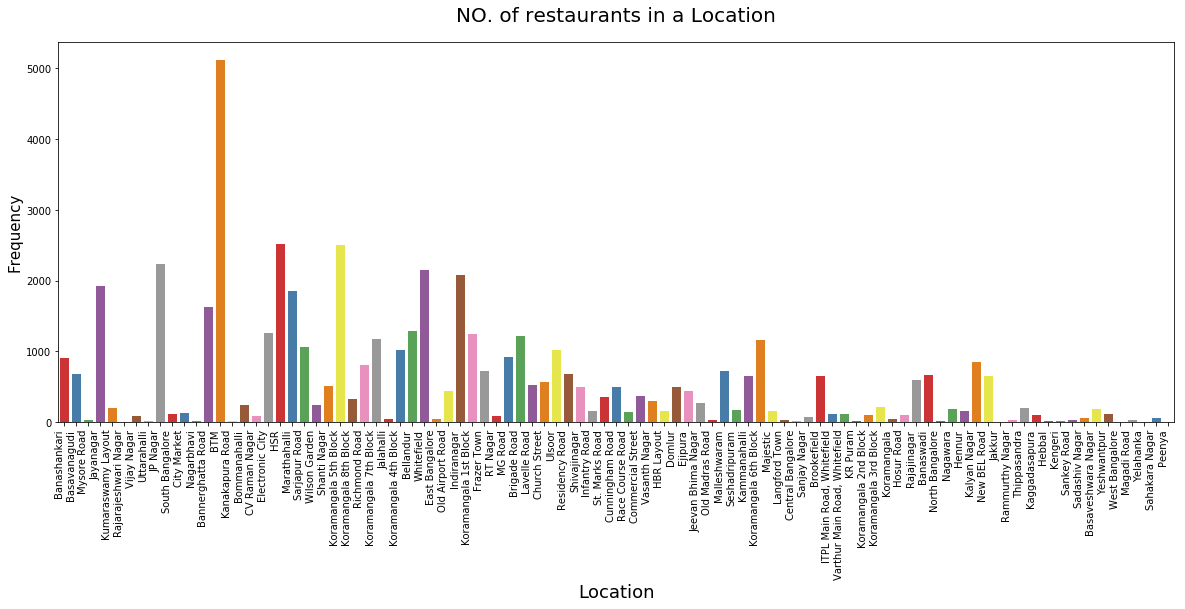 NO. of restaurants in a Location
Frequency
5000
4000
3000
2000
1000
0
Banashankari
Basavanagudi
Mysore Road
Jayanagar
Kumaraswamy Layout
Rajarajeshwari Nagar
Vijay Nagar
Uttarahalli
JP Nagar
South Bangalore
City Market
Nagarbhavi
Bannerghatta Road
BTM
Kanakapura Road
Bommanahalli
CV Raman Nagar
Electronic City
HSR
Marathahalli
Sarjapur Road
Wilson Garden
Shanti Nagar
Koramangala 5th Block
Koramangala 8th Block
Richmond Road
Koramangala 7th Block
Jalahalli
Koramangala 4th Block
Bellandur
Whitefield
East Bangalore
Old Airport Road
Indiranagar
Koramangala 1st Block
Frazer Town
RT Nagar
MG Road
Brigade Road
Lavelle Road
Church Street
Ulsoor
Residency Road
Shivajinagar
Infantry Road
St. Marks Road
Cunningham Road
Race Course Road
Commercial Street
Vasanth Nagar
HBR Layout
Domlur
Ejipura
Jeevan Bhima Nagar
Old Madras Road
Malleshwaram
Seshadripuram
Kammanahalli
Koramangala 6th Block
Majestic
Langford Town
Central Bangalore
Sanjay Nagar
Brookefield
ITPL Main Road, Whitefield
Varthur Main Road, Whitefield
KR Puram
Koramangala 2nd Block
Koramangala 3rd Block
Koramangala
Hosur Road
Rajajinagar
Banaswadi
North Bangalore
Nagawara
Hennur
Kalyan Nagar
New BEL Road
Jakkur
Rammurthy Nagar
Thippasandra
Kaggadasapura
Hebbal
Kengeri
Sankey Road
Sadashiv Nagar
Basaveshwara Nagar
Yeshwantpur
West Bangalore
Magadi Road
Yelahanka
Sahakara Nagar
Peenya
Location